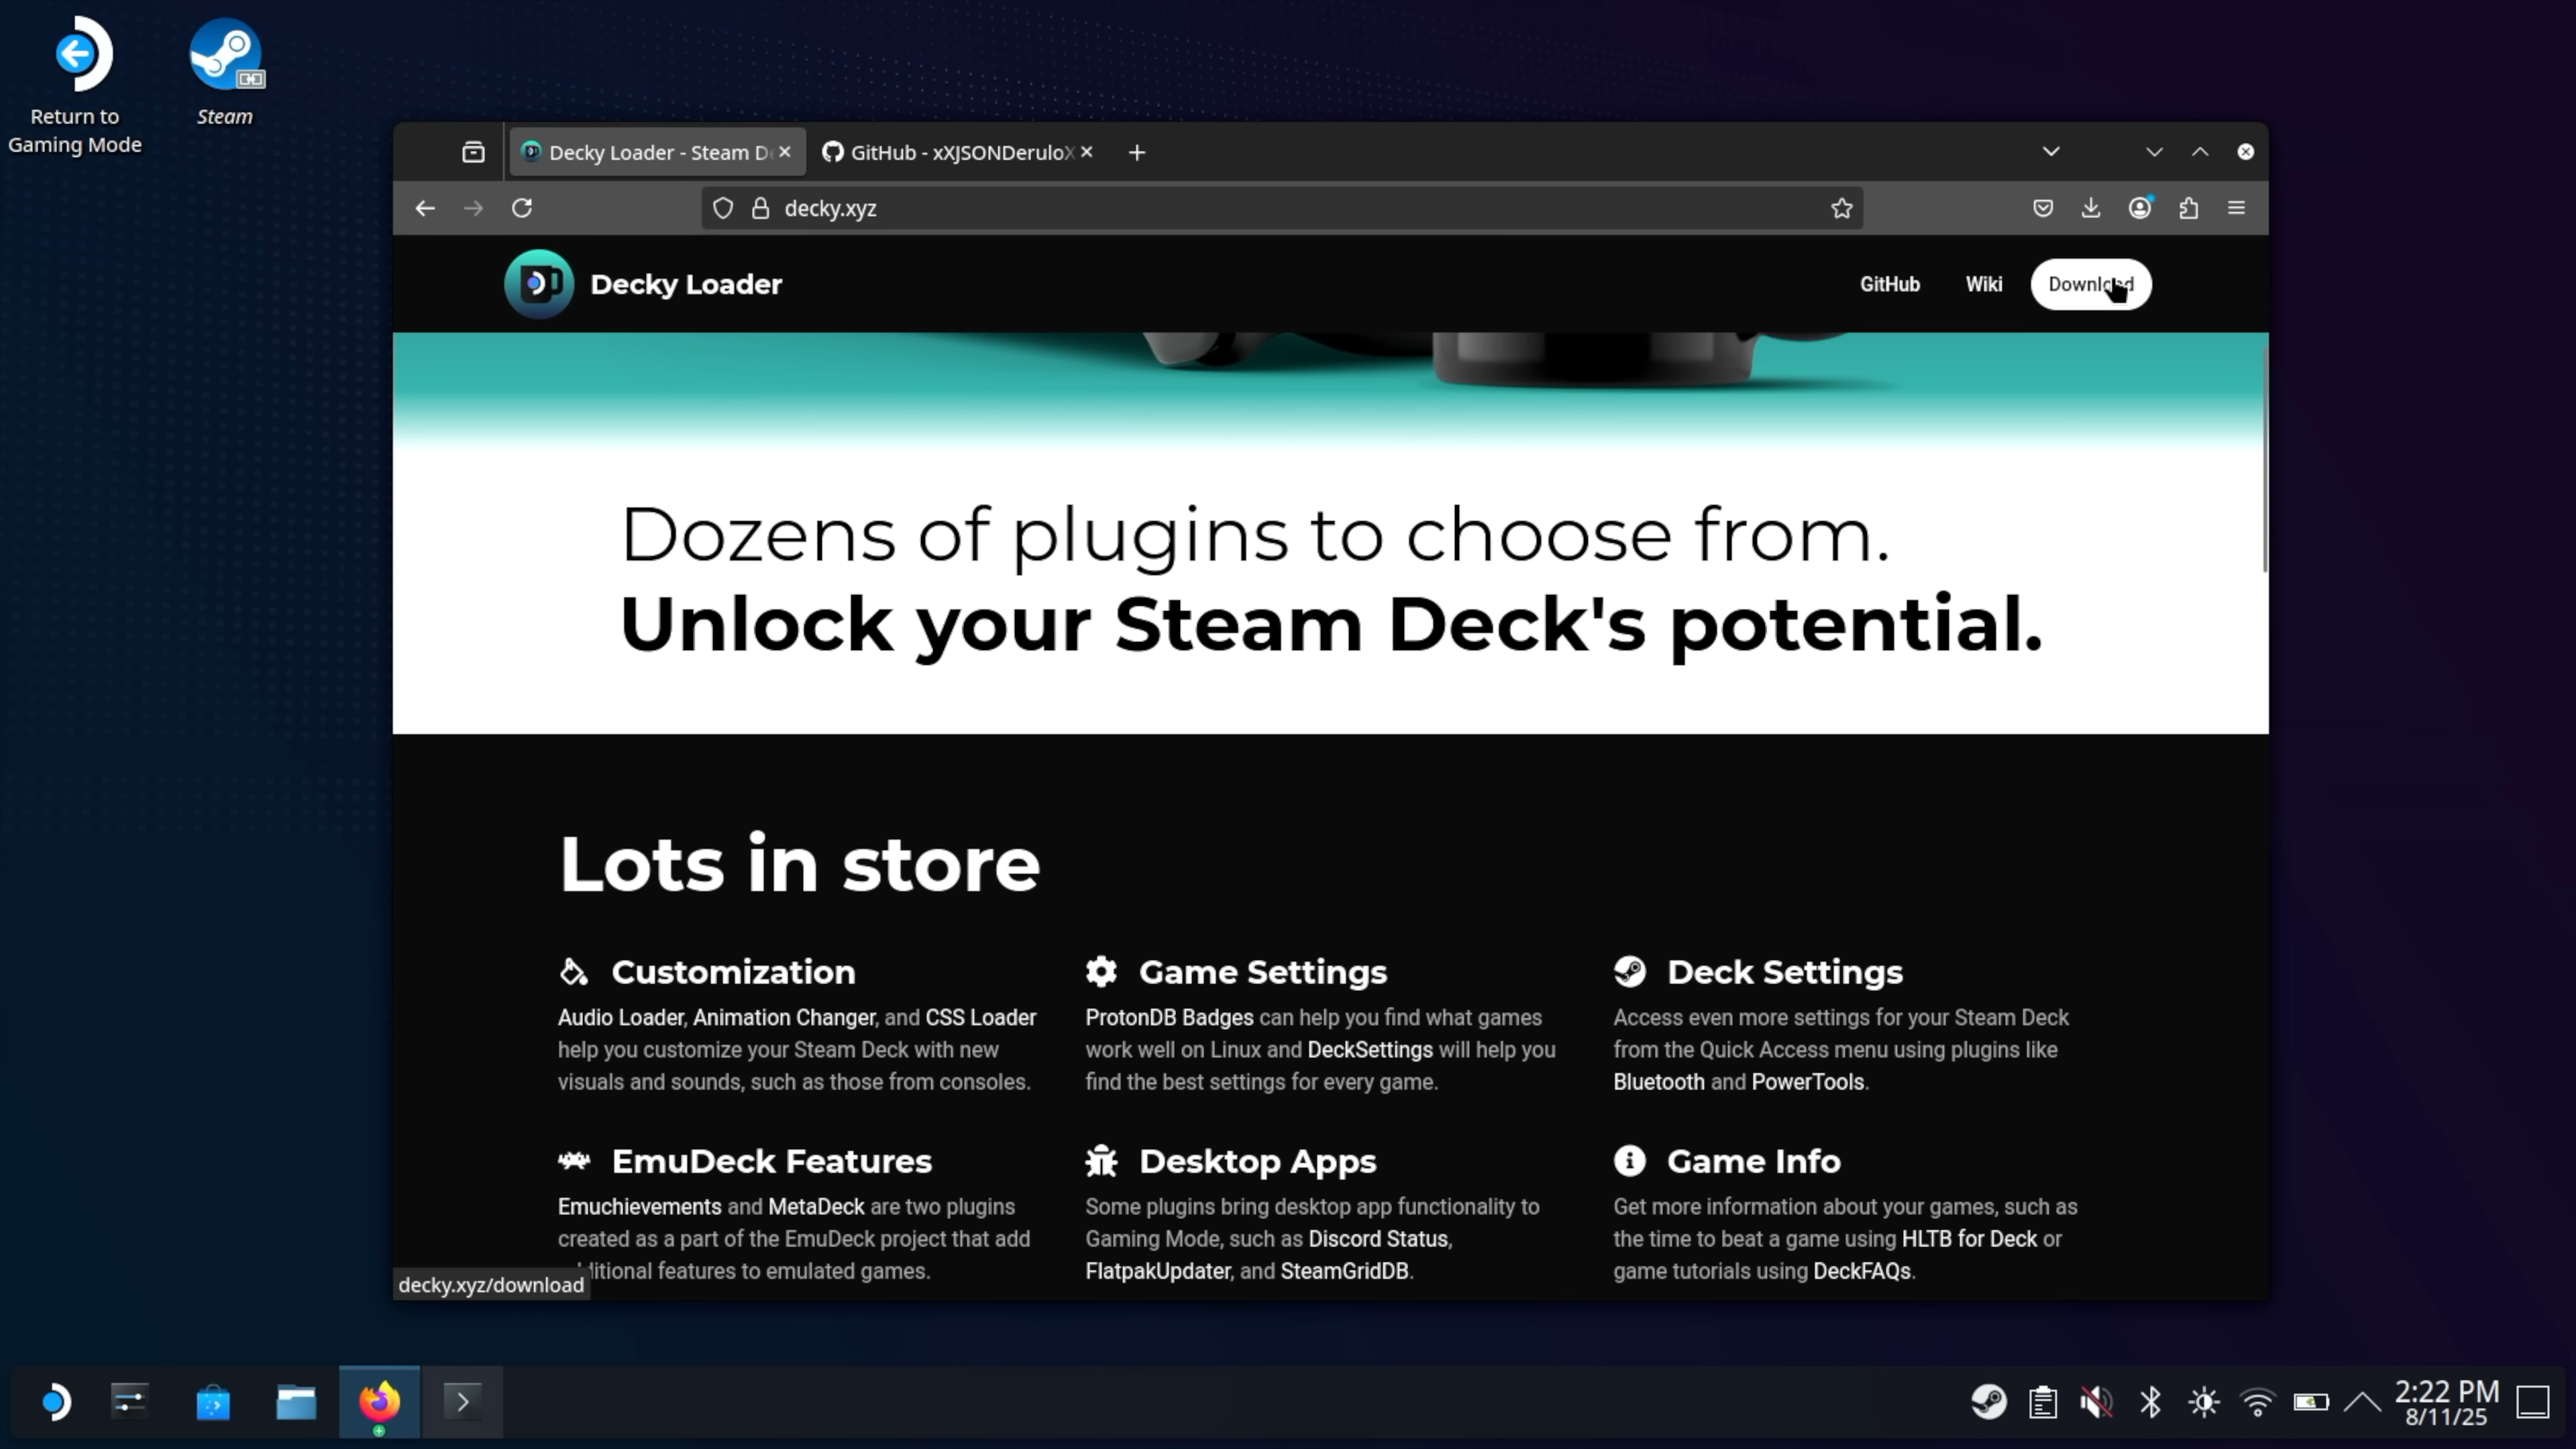 Return to
Gaming Mode
Steam
Decky Loader - Steam D
GitHub - xXJSONDeruloX
decky.xyz
Decky Loader
GitHub
Wiki
Download
Dozens of plugins to choose from.
Unlock your Steam Deck's potential.
Lots in store
Customization
Audio Loader, Animation Changer, and CSS Loader
help you customize your Steam Deck with new
visuals and sounds, such as those from consoles.
Game Settings
ProtonDB Badges can help you find what games
work well on Linux and DeckSettings will help you
find the best settings for every game.
Deck Settings
Access even more settings for your Steam Deck
from the Quick Access menu using plugins like
Bluetooth and PowerTools.
EmuDeck Features
Emuchievements and MetaDeck are two plugins
created as a part of the EmuDeck project that add
ditional features to emulated games.
Desktop Apps
Some plugins bring desktop app functionality to
Gaming Mode, such as Discord Status,
FlatpakUpdater, and SteamGridDB.
Game Info
Get more information about your games, such as
the time to beat a game using HLTB for Deck or
game tutorials using DeckFAQs.
decky.xyz/download
2:22 PM
8/11/25